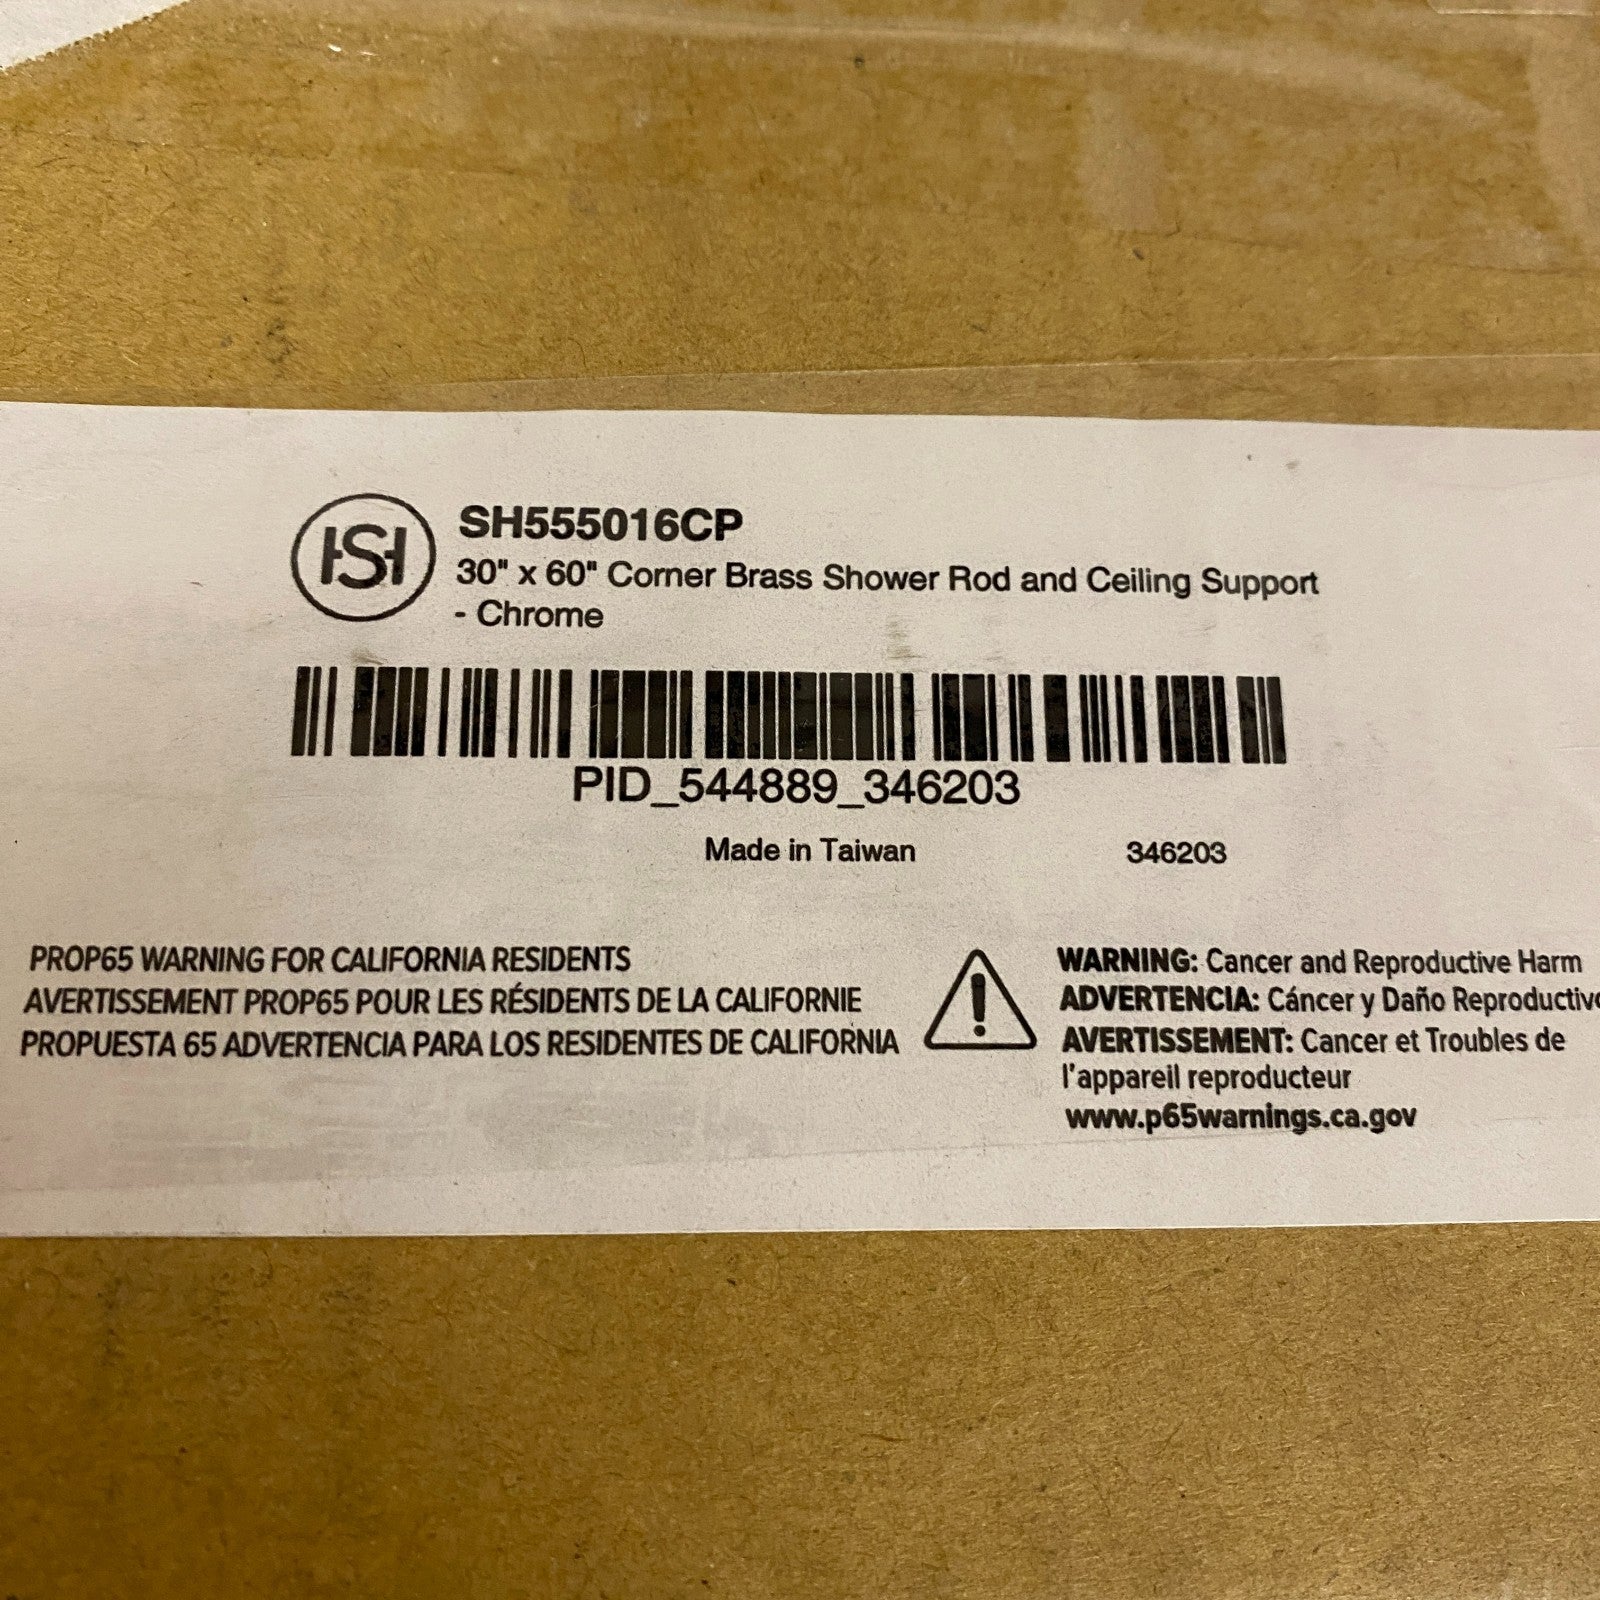 HSH
SH555016CP
30" x 60" Corner Brass Shower Rod and Ceiling Support
- Chrome
PID_544889_346203
Made in Taiwan 346203
PROP65 WARNING FOR CALIFORNIA RESIDENTS
AVERTISSEMENT PROP65 POUR LES RÉSIDENTS DE LA CALIFORNIE
PROPUESTA 65 ADVERTENCIA PARA LOS RESIDENTES DE CALIFORNIA
WARNING: Cancer and Reproductive Harm
ADVERTENCIA: Cáncer y Daño Reproductivo
AVERTISSEMENT: Cancer et Troubles de
l'appareil reproducteur
www.p65warnings.ca.gov